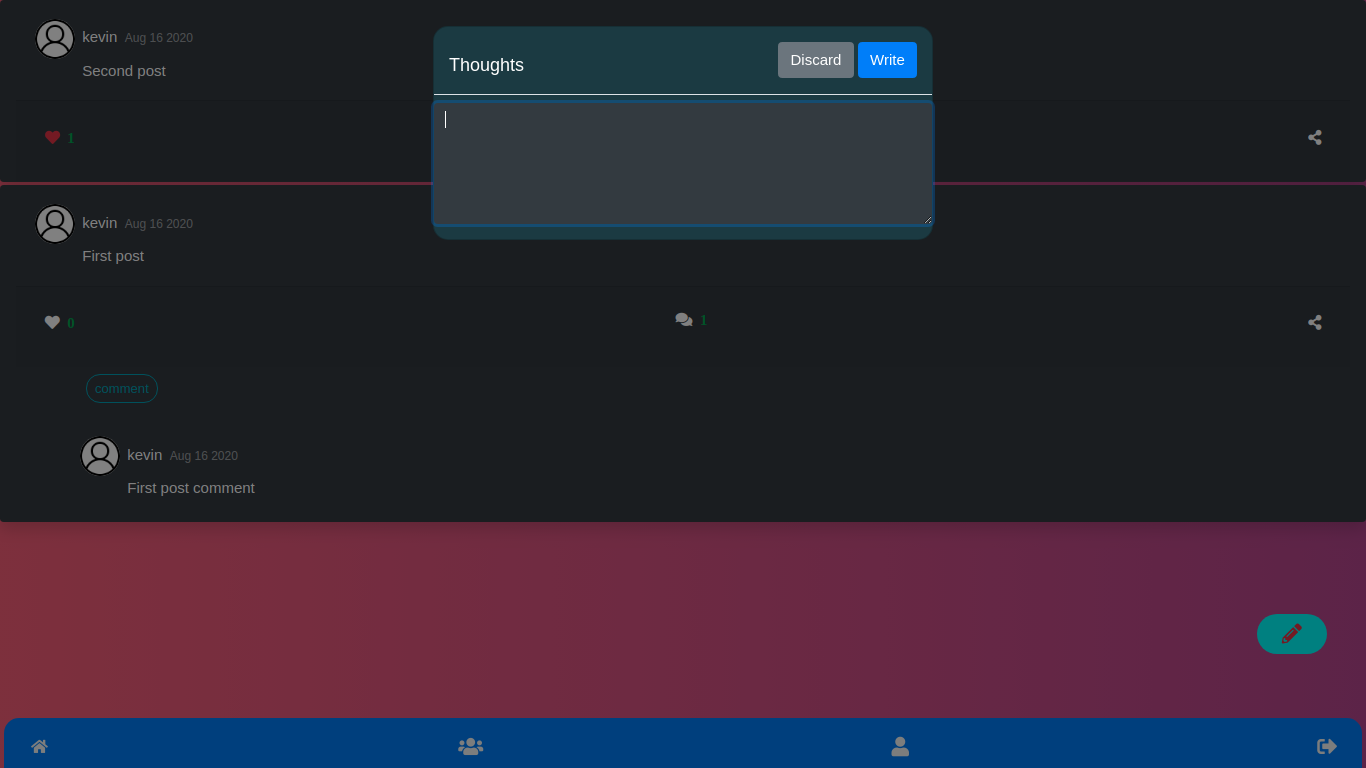 kevin Aug 16 2020
Second post
1
Thoughts
Discard Write
kevin Aug 16 2020
First post
0 1
comment
kevin Aug 16 2020
First post comment